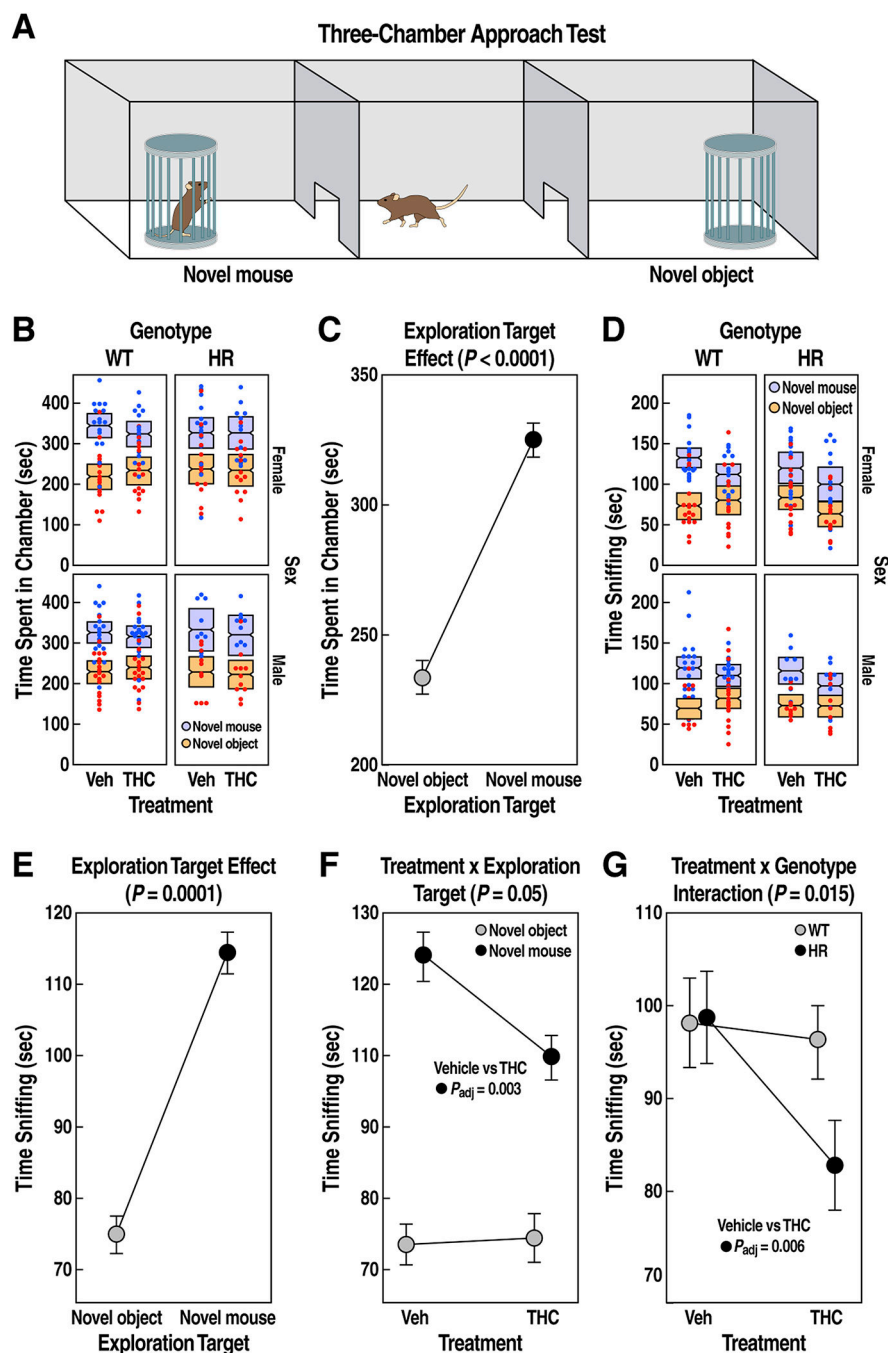 A
Three-Chamber Approach Test
Novel mouse
Novel object
B
Genotype
WT
HR
Time Spent in Chamber (sec)
400
300
200
100
0
400
300
200
100
0
Female
Sex
Male
Novel mouse
Novel object
Veh
THC
Veh
THC
Treatment
C
Exploration Target
Effect (P < 0.0001)
Time Spent in Chamber (sec)
350
300
250
200
Novel object
Novel mouse
Exploration Target
D
Genotype
WT
HR
Time Sniffing (sec)
200
150
100
50
0
200
150
100
50
0
Novel mouse
Novel object
Female
Sex
Male
Veh
THC
Veh
THC
Treatment
E
Exploration Target Effect
(P = 0.0001)
Time Sniffing (sec)
120
114
100
90
80
70
Novel object
Novel mouse
Exploration Target
F
Treatment x Exploration
Target (P = 0.05)
Time Sniffing (sec)
130
120
110
90
80
70
Novel object
Novel mouse
Vehicle vs THC
Padj = 0.003
Veh
THC
Treatment
G
Treatment x Genotype
Interaction (P = 0.015)
Time Sniffing (sec)
110
100
90
80
70
WT
HR
Vehicle vs THC
Padj = 0.006
Veh
THC
Treatment